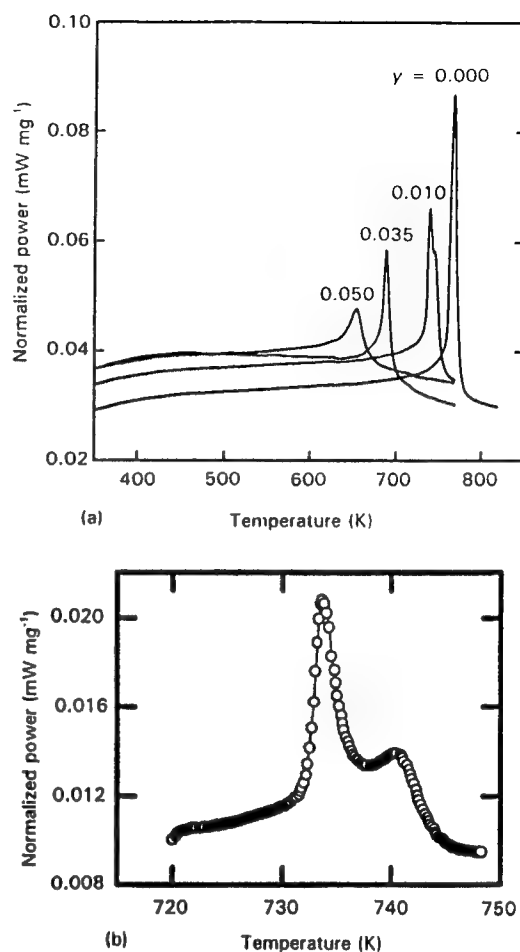 0.10
y = 0.000
0.08
0.010
0.06
0.035
0.050
0.04
0.02
400 500 600 700 800
Normalized power (mW mg⁻¹)
(a) Temperature (K)
0.020
0.016
0.012
0.008
720 730 740 750
Normalized power (mW mg⁻¹)
(b) Temperature (K)